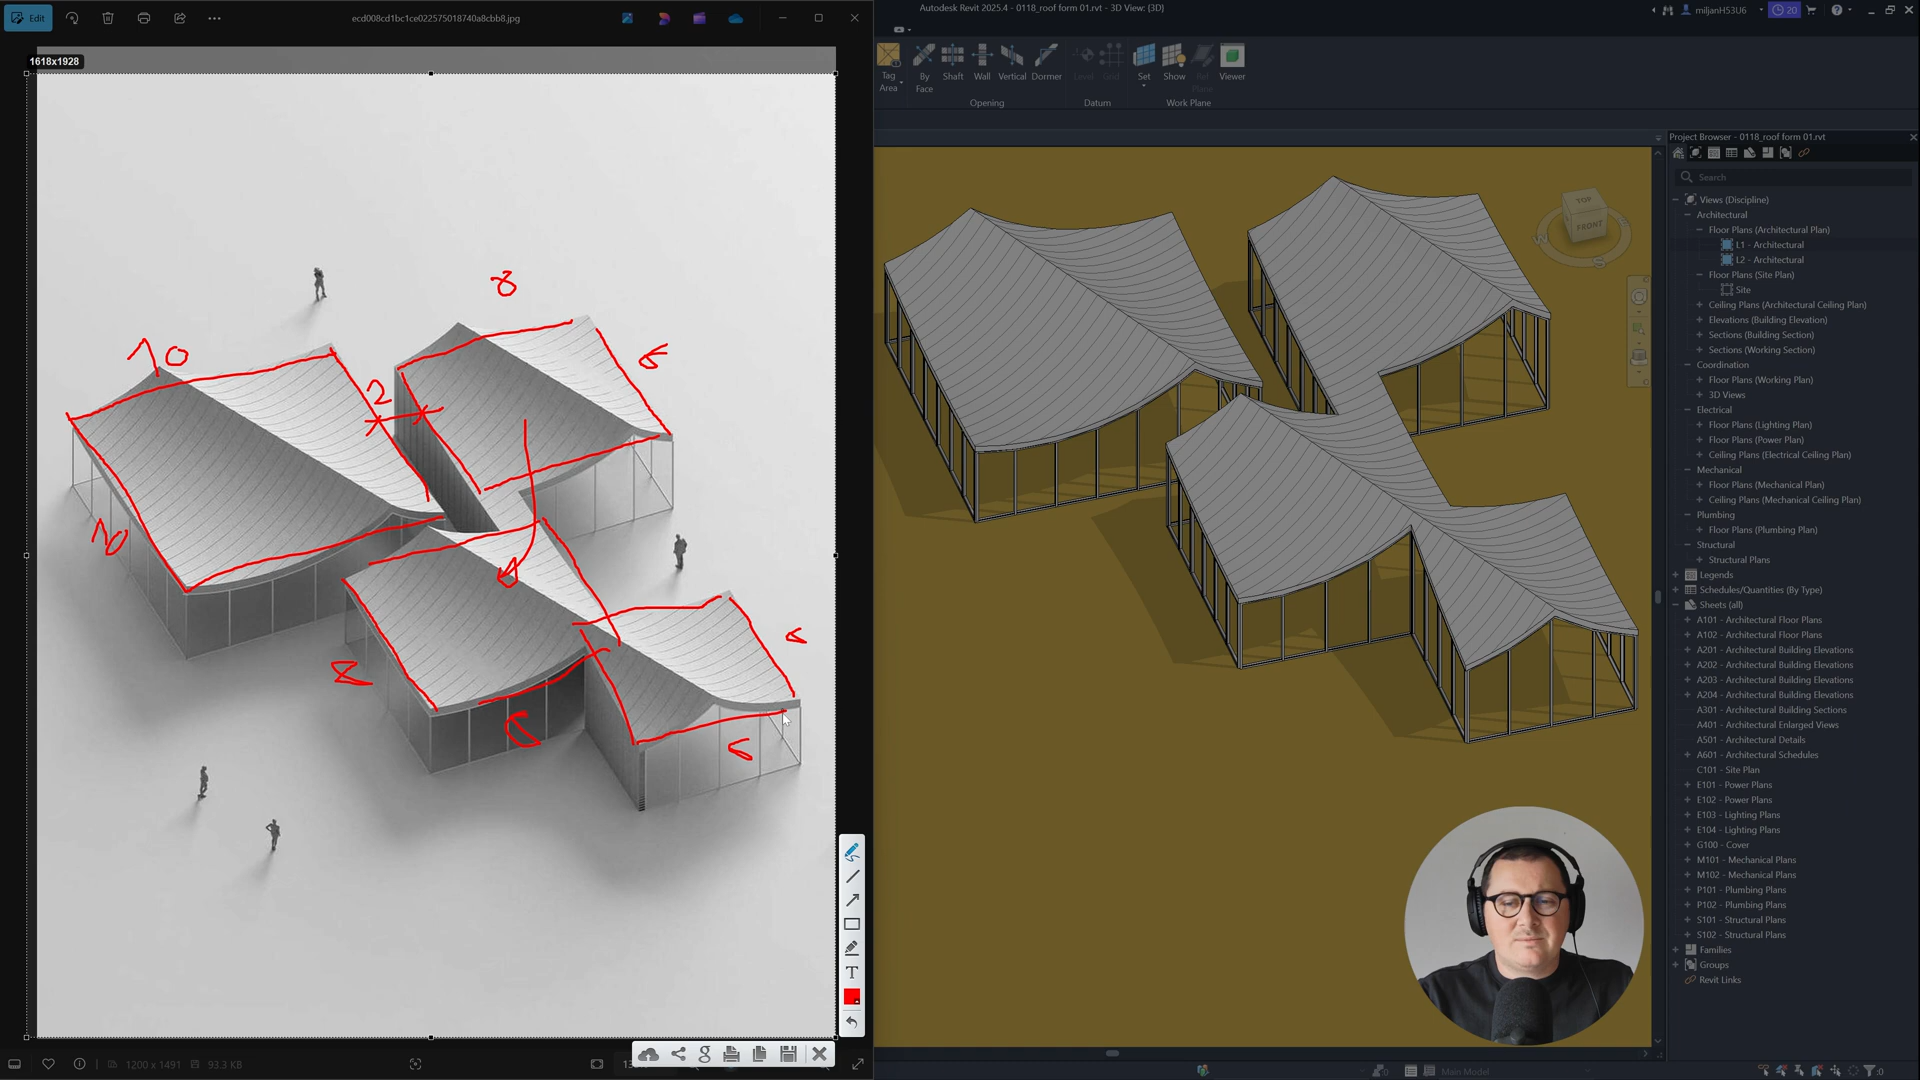 Edit
ecd008cd1bc1ce022575018740a8cbb8.jpg
1618x1928
10
8
2
10
1200 x 1491
93.3 KB
Autodesk Revit 2025.4 - 0118_roof form 01.rvt - 3D View: {3D}
miljanH53U6
20
Tag
Area
By
Face
Shaft
Wall
Vertical
Dormer
Opening
Level
Grid
Datum
Set
Show
Ref
Plane
Viewer
Work Plane
TOP
FRONT
W
S
T
g
Project Browser - 0118_roof form 01.rvt
Search
Views (Discipline)
Architectural
Floor Plans (Architectural Plan)
L1 - Architectural
L2 - Architectural
Floor Plans (Site Plan)
Site
Ceiling Plans (Architectural Ceiling Plan)
Elevations (Building Elevation)
Sections (Building Section)
Sections (Working Section)
Coordination
Floor Plans (Working Plan)
3D Views
Electrical
Floor Plans (Lighting Plan)
Floor Plans (Power Plan)
Ceiling Plans (Electrical Ceiling Plan)
Mechanical
Floor Plans (Mechanical Plan)
Ceiling Plans (Mechanical Ceiling Plan)
Plumbing
Floor Plans (Plumbing Plan)
Structural
Structural Plans
Legends
Schedules/Quantities (By Type)
Sheets (all)
A101 - Architectural Floor Plans
A102 - Architectural Floor Plans
A201 - Architectural Building Elevations
A202 - Architectural Building Elevations
A203 - Architectural Building Elevations
A204 - Architectural Building Elevations
A301 - Architectural Building Sections
A401 - Architectural Enlarged Views
A501 - Architectural Details
A601 - Architectural Schedules
C101 - Site Plan
E101 - Power Plans
E102 - Power Plans
E103 - Lighting Plans
E104 - Lighting Plans
G100 - Cover
M101 - Mechanical Plans
M102 - Mechanical Plans
P101 - Plumbing Plans
P102 - Plumbing Plans
S101 - Structural Plans
S102 - Structural Plans
Families
Groups
Revit Links
Main Model
:0
:0